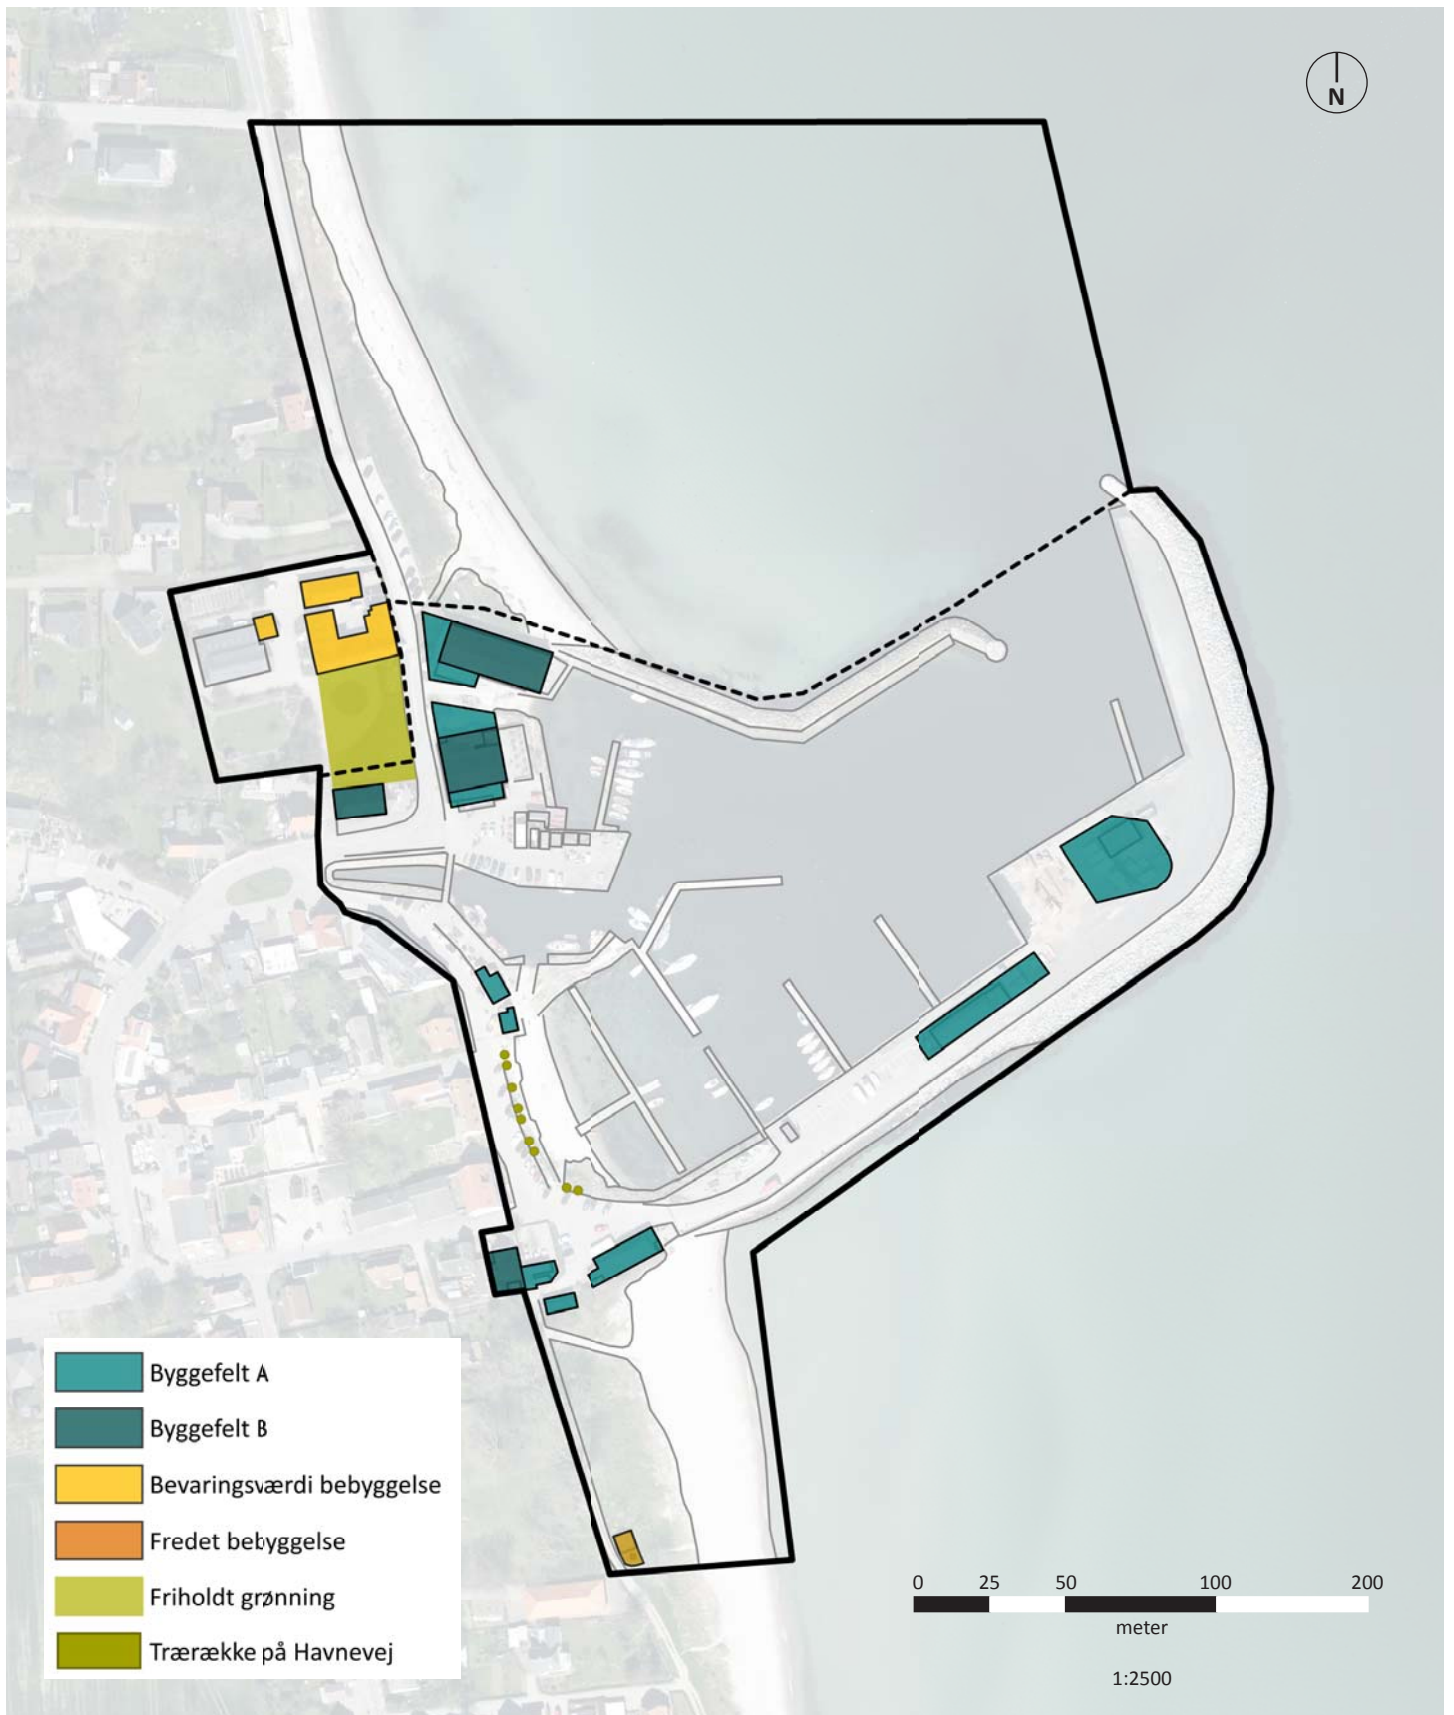 N
Byggefelt A
Byggefelt B
Bevaringsværdi bebyggelse
Fredet bebyggelse
Friholdt grønning
Trærække på Havnevej
0 25 50 100 200
meter
1:2500